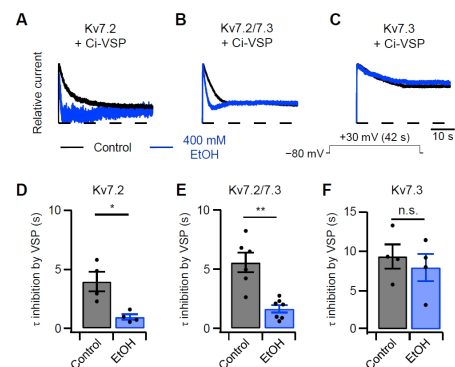 A
Kv7.2
+ Ci-VSP
B
Kv7.2/7.3
+ Ci-VSP
C
Kv7.3
+ Ci-VSP
Relative current
Control
400 mM
EtOH
10 s
+30 mV (42 s)
−80 mV
D
Kv7.2
τ inhibition by VSP (s)
10
5
0
*
Control
EtOH
E
Kv7.2/7.3
τ inhibition by VSP (s)
10
5
0
**
Control
EtOH
F
Kv7.3
τ inhibition by VSP (s)
15
10
5
0
n.s.
Control
EtOH